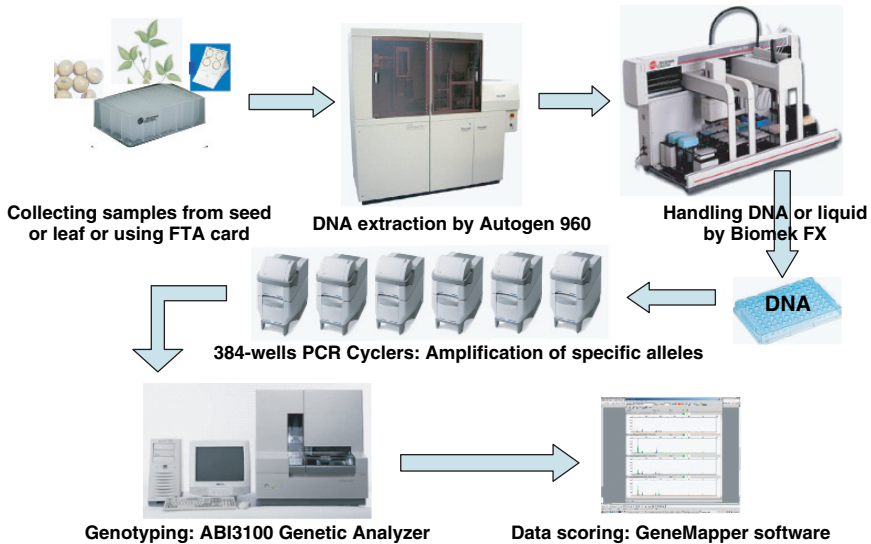 Collecting samples from seed
or leaf or using FTA card
DNA extraction by Autogen 960
Handling DNA or liquid
by Biomek FX
DNA
384-wells PCR Cyclers: Amplification of specific alleles
Genotyping: ABI3100 Genetic Analyzer
Data scoring: GeneMapper software